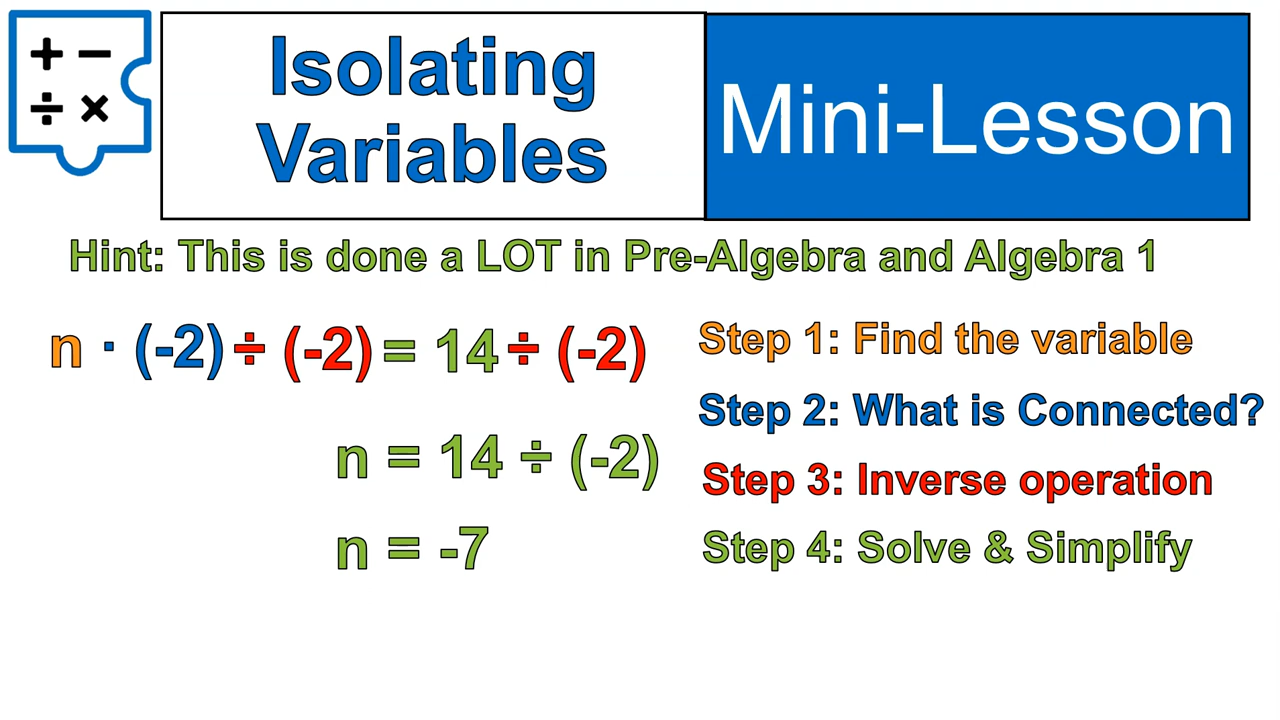 + −
÷ ×
Isolating
Variables
Mini-Lesson
Hint: This is done a LOT in Pre-Algebra and Algebra 1
n · (-2) ÷ (-2) = 14 ÷ (-2)
n = 14 ÷ (-2)
n = -7
Step 1: Find the variable
Step 2: What is Connected?
Step 3: Inverse operation
Step 4: Solve & Simplify